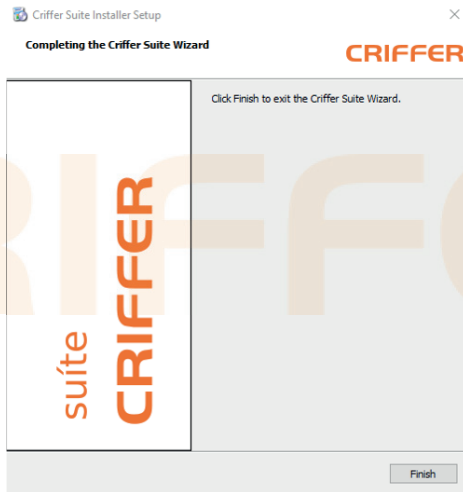 Criffer Suite Installer Setup
Completing the Criffer Suite Wizard
CRIFFER
Click Finish to exit the Criffer Suite Wizard.
suíte
CRIFFER
RIFF
Finish